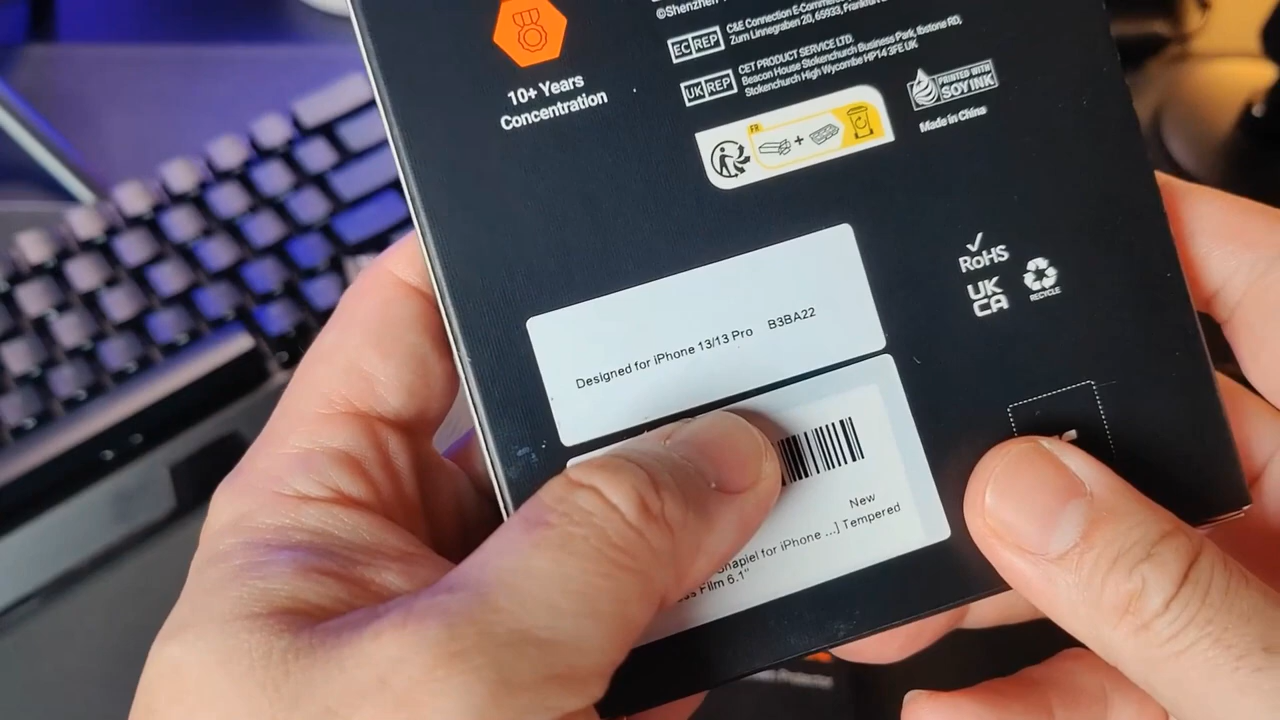 ©Shenzhen
EC REP
C&E Connection E-Commerce
Zum Linnegraben 20, 65933, Frankfurt
UK REP
CET PRODUCT SERVICE LTD.
Beacon House Stokenchurch Business Park, Ibstone RD,
Stokenchurch High Wycombe HP14 3FE UK
10+ Years
Concentration
FR
+
PRINTED WITH
SOY INK
Made in China
RoHS
UK
CA
RECYCLE
Designed for iPhone 13/13 Pro B3BA22
New
for iPhone ...] Tempered
Film 6.1"